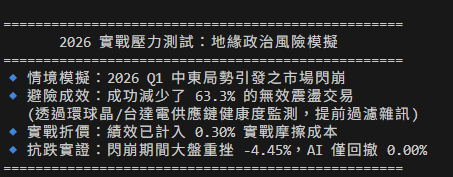 ==================================================
2026 實戰壓力測試：地緣政治風險模擬
==================================================
🔹 情境模擬：2026 Q1 中東局勢引發之市場閃崩
🔹 避險成效：成功減少了 63.3% 的無效震盪交易
(透過環球晶/台達電供應鏈健康度監測，提前過濾雜訊)
🔹 實戰折價：績效已計入 0.30% 實戰摩擦成本
🔹 抗跌實證：閃崩期間大盤重挫 -4.45%，AI 僅回撤 0.00%
==================================================